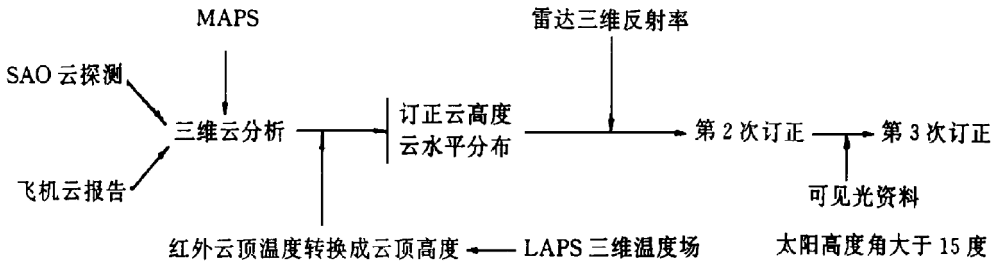 MAPS
雷达三维反射率
SAO 云探测
三维云分析
订正云高度
云水平分布
第 2 次订正
第 3 次订正
飞机云报告
可见光资料
红外云顶温度转换成云顶高度
LAPS 三维温度场
太阳高度角大于 15 度